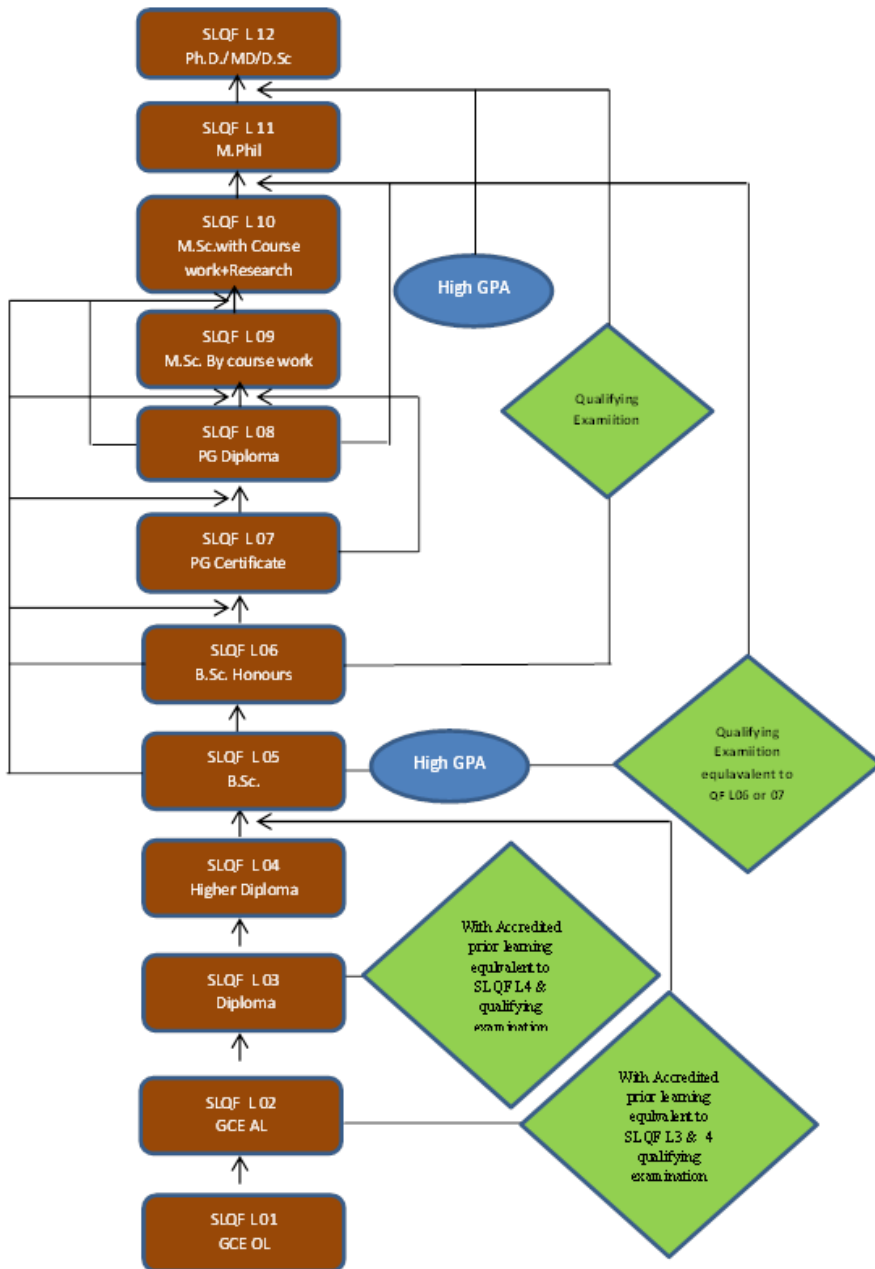 SLQF L 12
Ph.D./ MD/D.Sc
SLQF L 11
M.Phil
SLQF L 10
M.Sc.with Course
work+Research
High GPA
SLQF L 09
M.Sc. By course work
Qualifying
Examiition
SLQF L 08
PG Diploma
SLQF L 07
PG Certificate
SLQF L 06
B.Sc. Honours
SLQF L 05
B.Sc.
High GPA
Qualifying
Examiition
equlavalent to
QF L06 or 07
SLQF L 04
Higher Diploma
With Accredited
prior learning
equivalent to
SLQF L4 &
qualifying
examination
SLQF L 03
Diploma
With Accredited
prior learning
equivalent to
SLQF L3 & 4
qualifying
examination
SLQF L 02
GCE AL
SLQF L 01
GCE OL